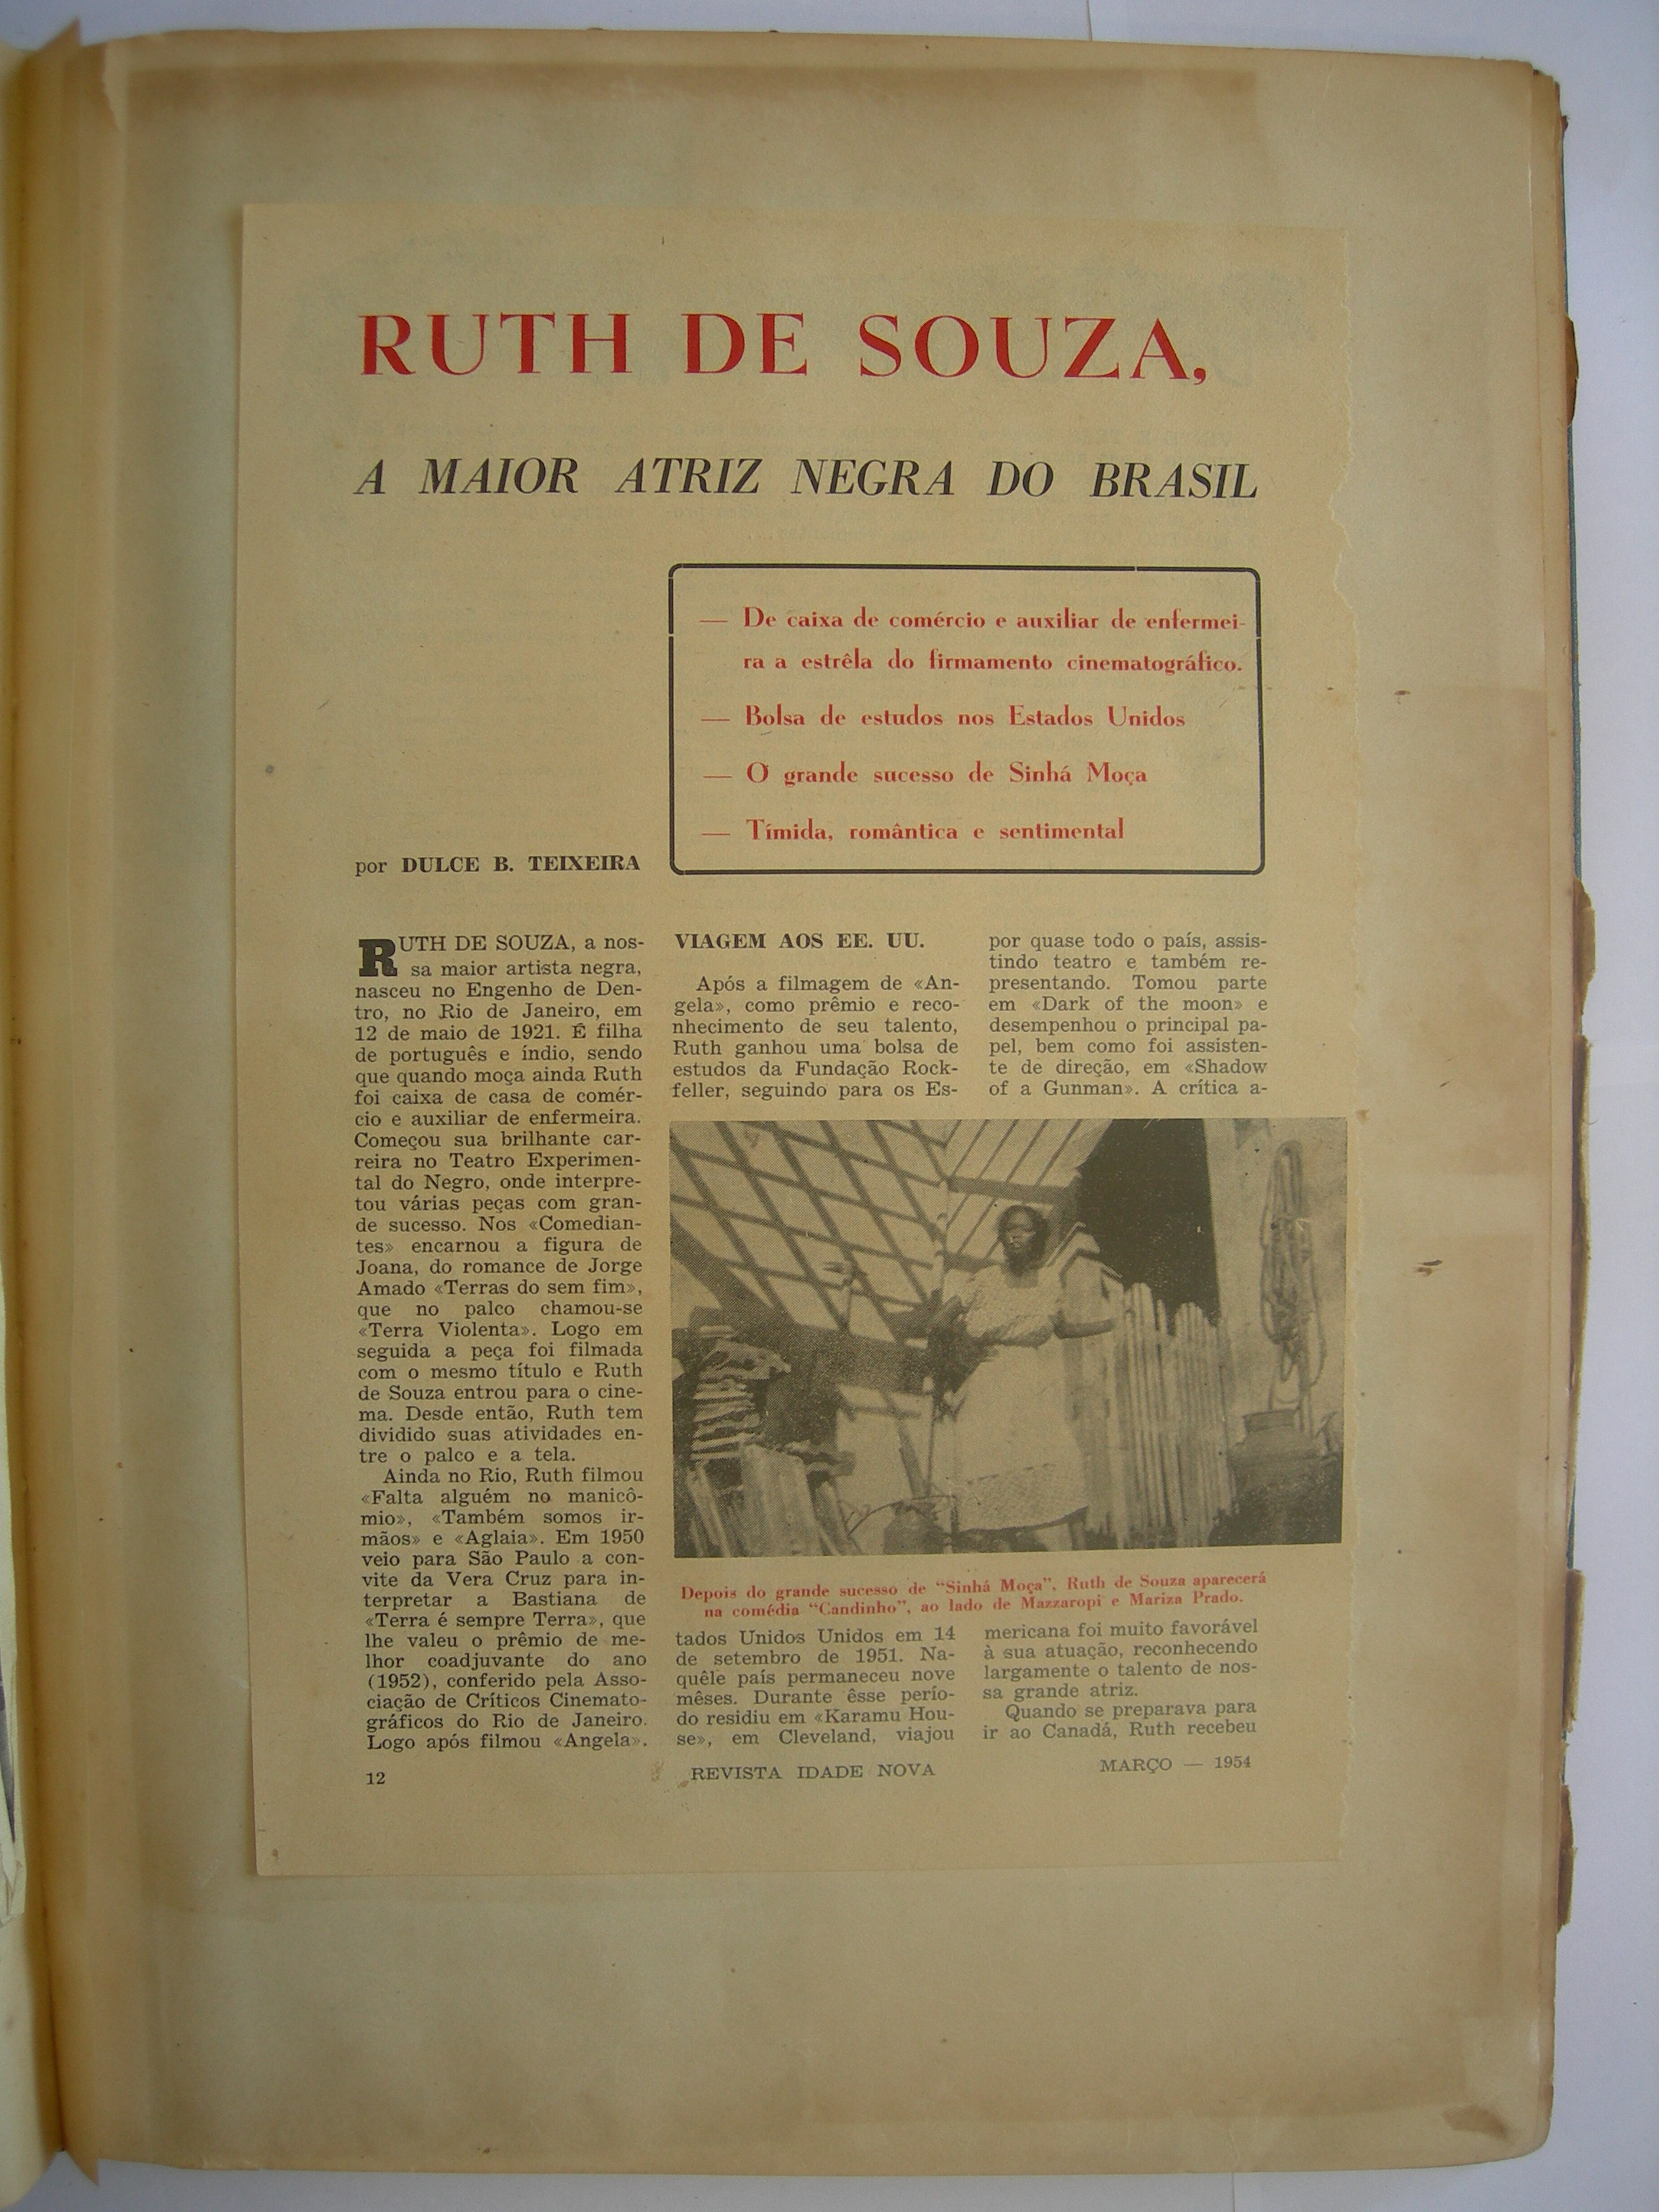 RUTH DE SOUZA,
A MAIOR ATRIZ NEGRA DO BRASIL
— De caixa de comércio e auxiliar de enfermei-
ra a estrêla do firmamento cinematográfico.
— Bolsa de estudos nos Estados Unidos
— O grande sucesso de Sinhá Moça
— Tímida, romântica e sentimental
por DULCE B. TEIXEIRA
RUTH DE SOUZA, a nos-
sa maior artista negra,
nasceu no Engenho de Den-
tro, no Rio de Janeiro, em
12 de maio de 1921. É filha
de português e índio, sendo
que quando moça ainda Ruth
foi caixa de casa de comér-
cio e auxiliar de enfermeira.
Começou sua brilhante car-
reira no Teatro Experimen-
tal do Negro, onde interpre-
tou várias peças com gran-
de sucesso. Nos «Comedian-
tes» encarnou a figura de
Joana, do romance de Jorge
Amado «Terras do sem fim»,
que no palco chamou-se
«Terra Violenta». Logo em
seguida a peça foi filmada
com o mesmo título e Ruth
de Souza entrou para o cine-
ma. Desde então, Ruth tem
dividido suas atividades en-
tre o palco e a tela.
Ainda no Rio, Ruth filmou
«Falta alguém no manicô-
mio», «Também somos ir-
mãos» e «Aglaia». Em 1950
veio para São Paulo a con-
vite da Vera Cruz para in-
terpretar a Bastiana de
«Terra é sempre Terra», que
lhe valeu o prêmio de me-
lhor coadjuvante do ano
(1952), conferido pela Asso-
ciação de Críticos Cinemato-
gráficos do Rio de Janeiro.
Logo após filmou «Angela».
VIAGEM AOS EE. UU.
Após a filmagem de «An-
gela», como prêmio e reco-
nhecimento de seu talento,
Ruth ganhou uma bolsa de
estudos da Fundação Rock-
feller, seguindo para os Es-
Depois do grande sucesso de "Sinhá Moça", Ruth de Souza aparecerá
na comédia "Candinho", ao lado de Mazzaropi e Mariza Prado.
tados Unidos Unidos em 14
de setembro de 1951. Na-
quêle país permaneceu nove
mêses. Durante êsse perío-
do residiu em «Karamu Hou-
se», em Cleveland, viajou
por quase todo o país, assis-
tindo teatro e também re-
presentando. Tomou parte
em «Dark of the moon» e
desempenhou o principal pa-
pel, bem como foi assisten-
te de direção, em «Shadow
of a Gunman». A crítica a-
mericana foi muito favorável
à sua atuação, reconhecendo
largamente o talento de nos-
sa grande atriz.
Quando se preparava para
ir ao Canadá, Ruth recebeu
12
REVISTA IDADE NOVA
MARÇO — 1954